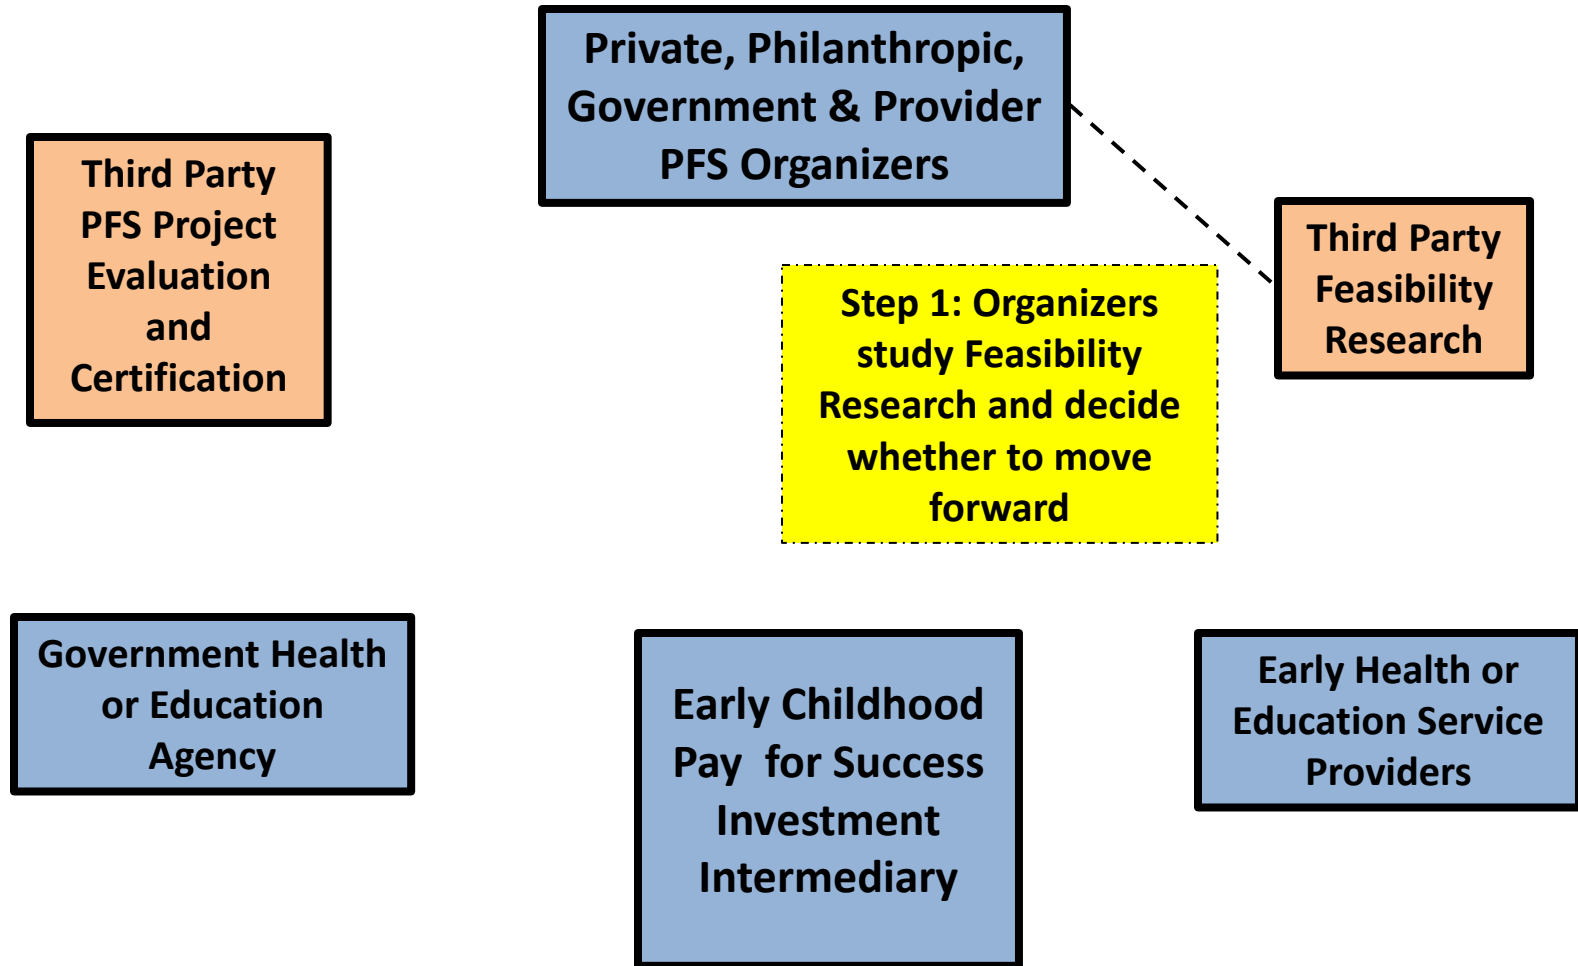 Private, Philanthropic,
Government & Provider
PFS Organizers
Third Party
PFS Project
Evaluation
and
Certification
Third Party
Feasibility
Research
Step 1: Organizers
study Feasibility
Research and decide
whether to move
forward
Government Health
or Education
Agency
Early Childhood
Pay  for Success
Investment
Intermediary
Early Health or
Education Service
Providers